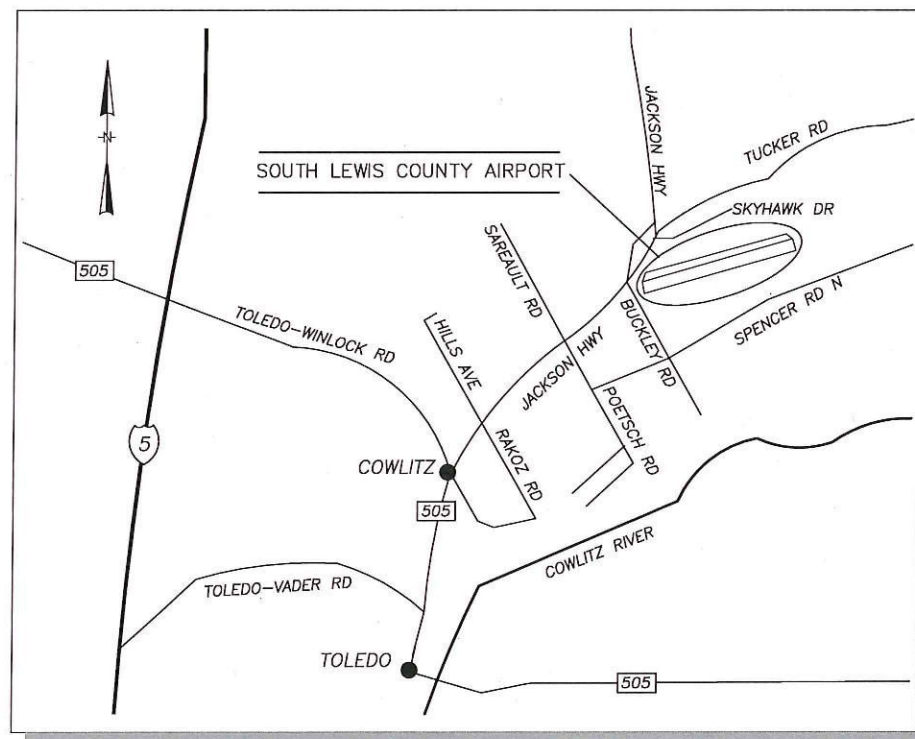 N
JACKSON HWY
TUCKER RD
SOUTH LEWIS COUNTY AIRPORT
SKYHAWK DR
SAREAULT RD
505
TOLEDO-WINLOCK RD
HILLS AVE
JACKSON HWY
BUCKLEY RD
SPENCER RD N
5
COWLITZ
RAKOZ RD
POETSCH RD
505
COWLITZ RIVER
TOLEDO-VADER RD
TOLEDO
505